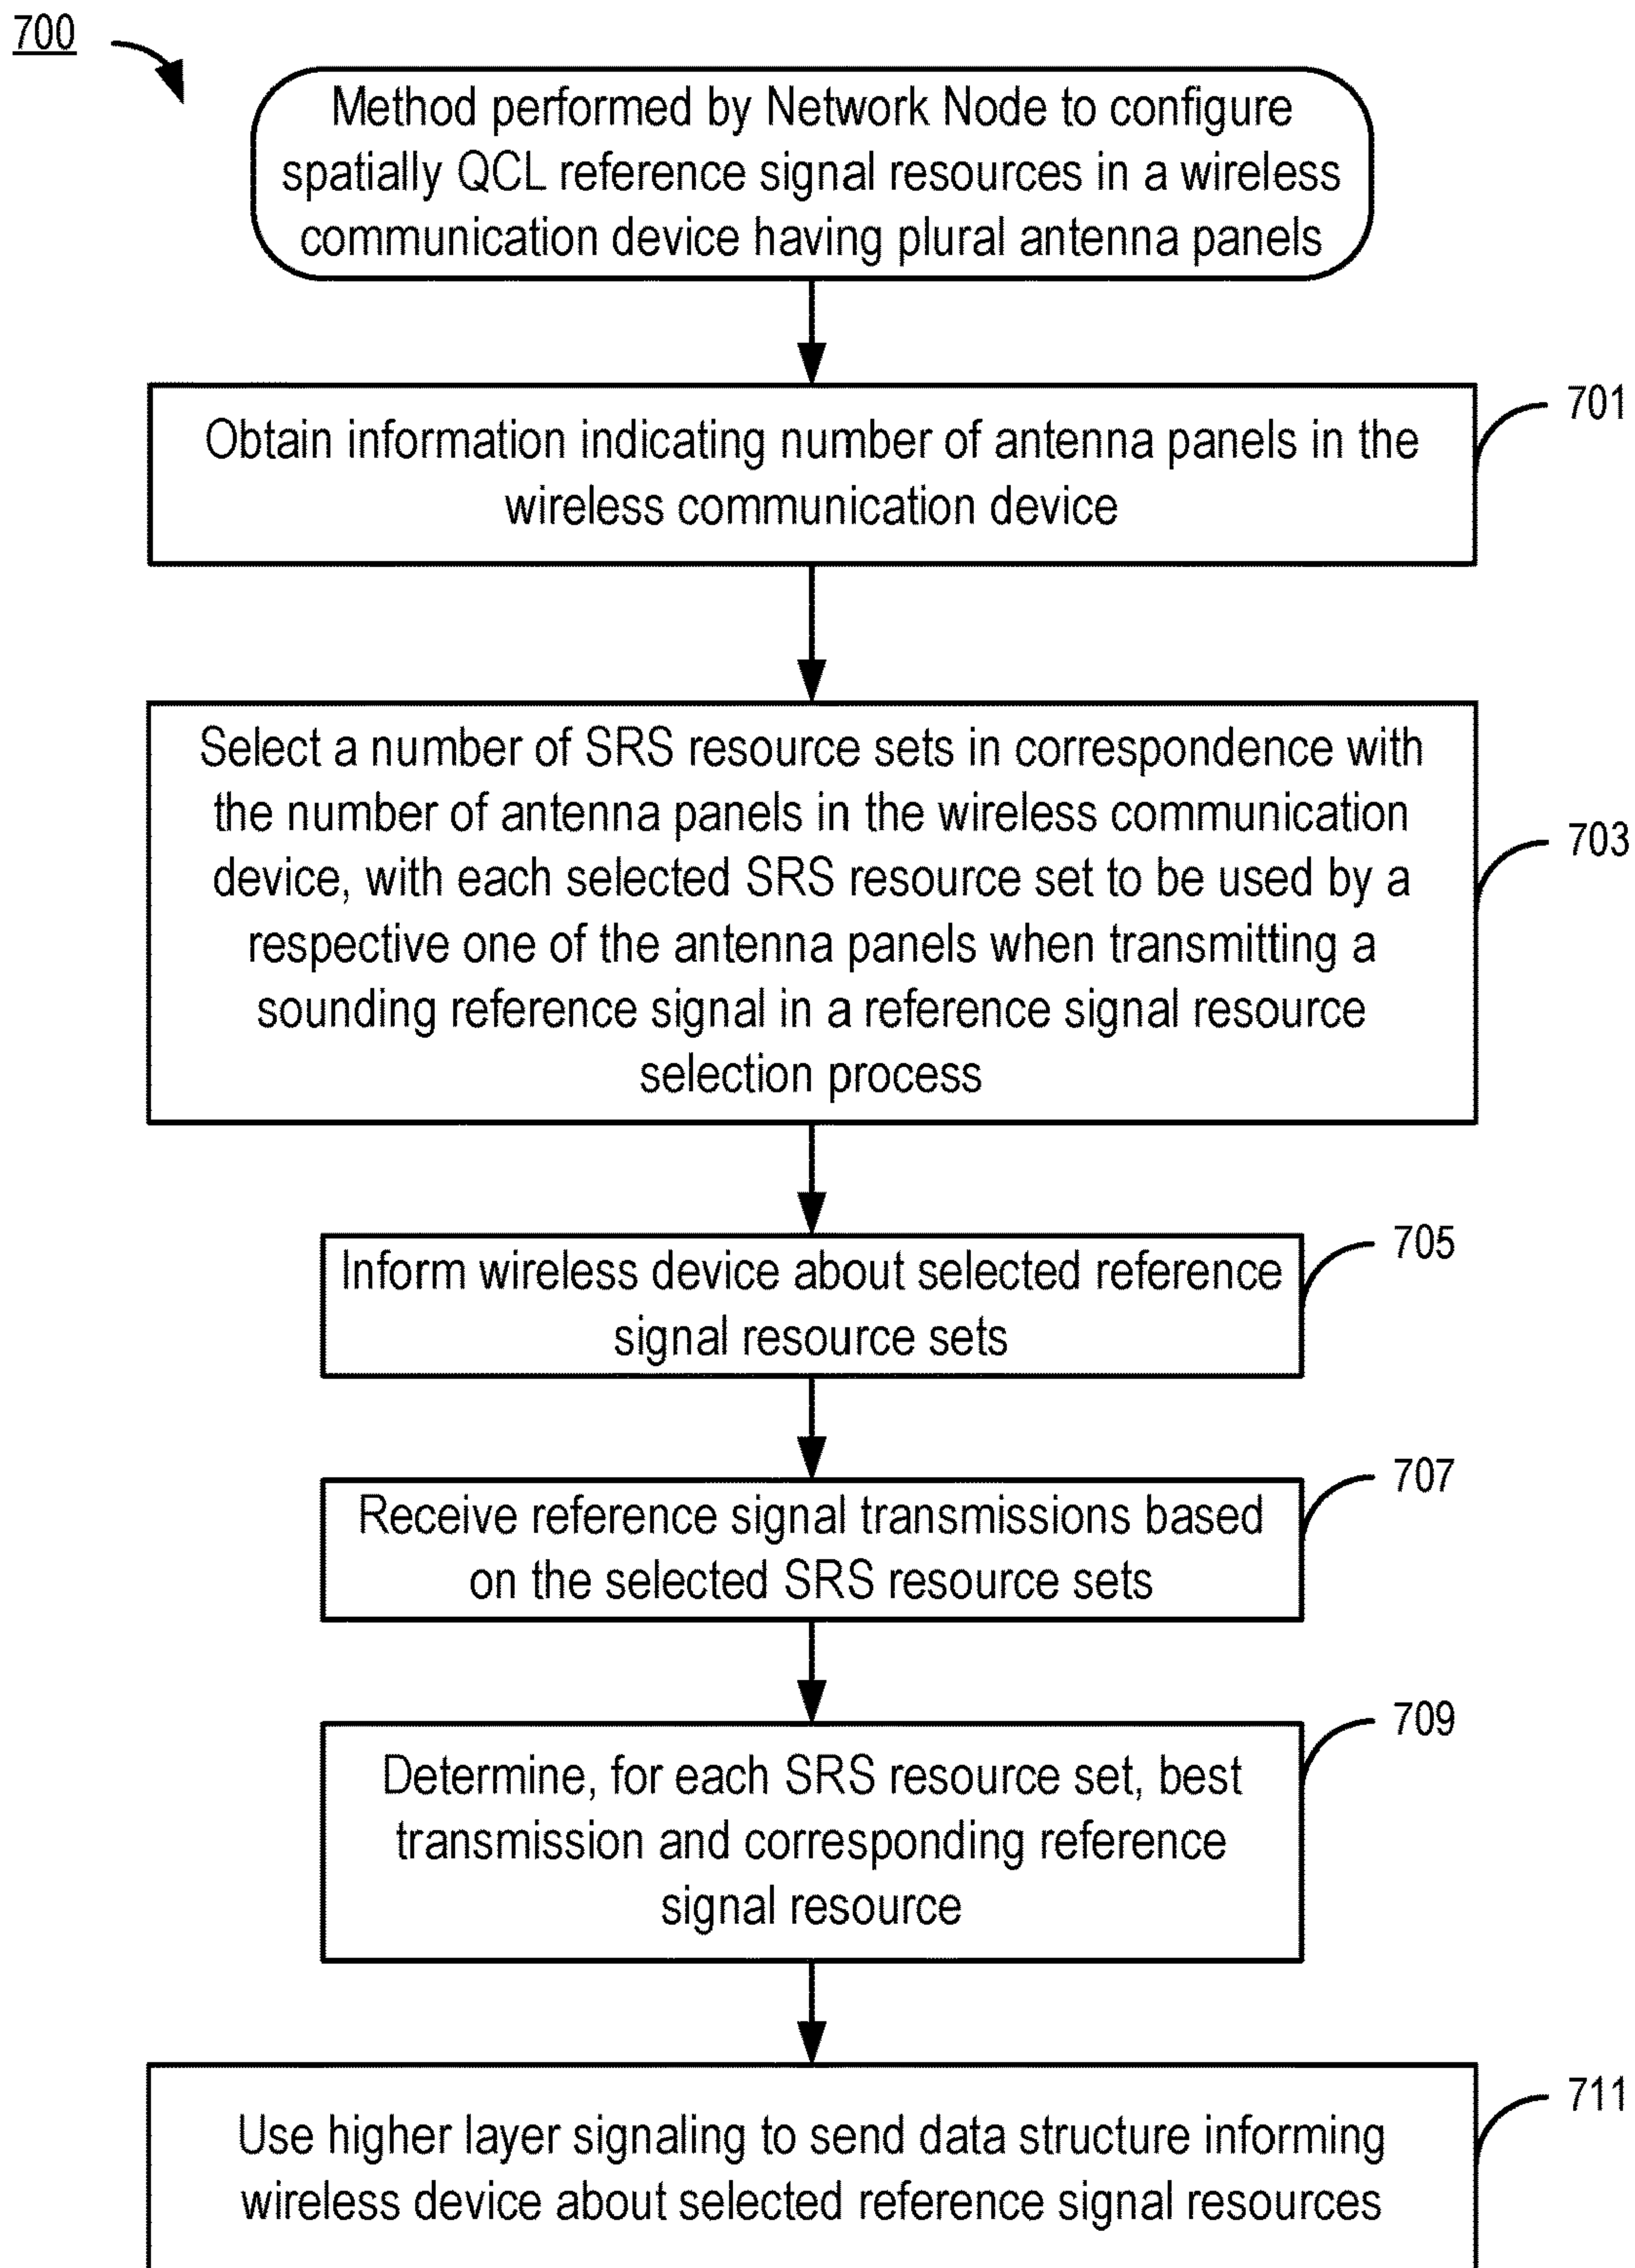 700
Method performed by Network Node to configure
spatially QCL reference signal resources in a wireless
communication device having plural antenna panels
701
Obtain information indicating number of antenna panels in the
wireless communication device
Select a number of SRS resource sets in correspondence with
the number of antenna panels in the wireless communication
device, with each selected SRS resource set to be used by a
respective one of the antenna panels when transmitting a
sounding reference signal in a reference signal resource
selection process
703
705
Inform wireless device about selected reference
signal resource sets
707
Receive reference signal transmissions based
on the selected SRS resource sets
709
Determine, for each SRS resource set, best
transmission and corresponding reference
signal resource
711
Use higher layer signaling to send data structure informing
wireless device about selected reference signal resources